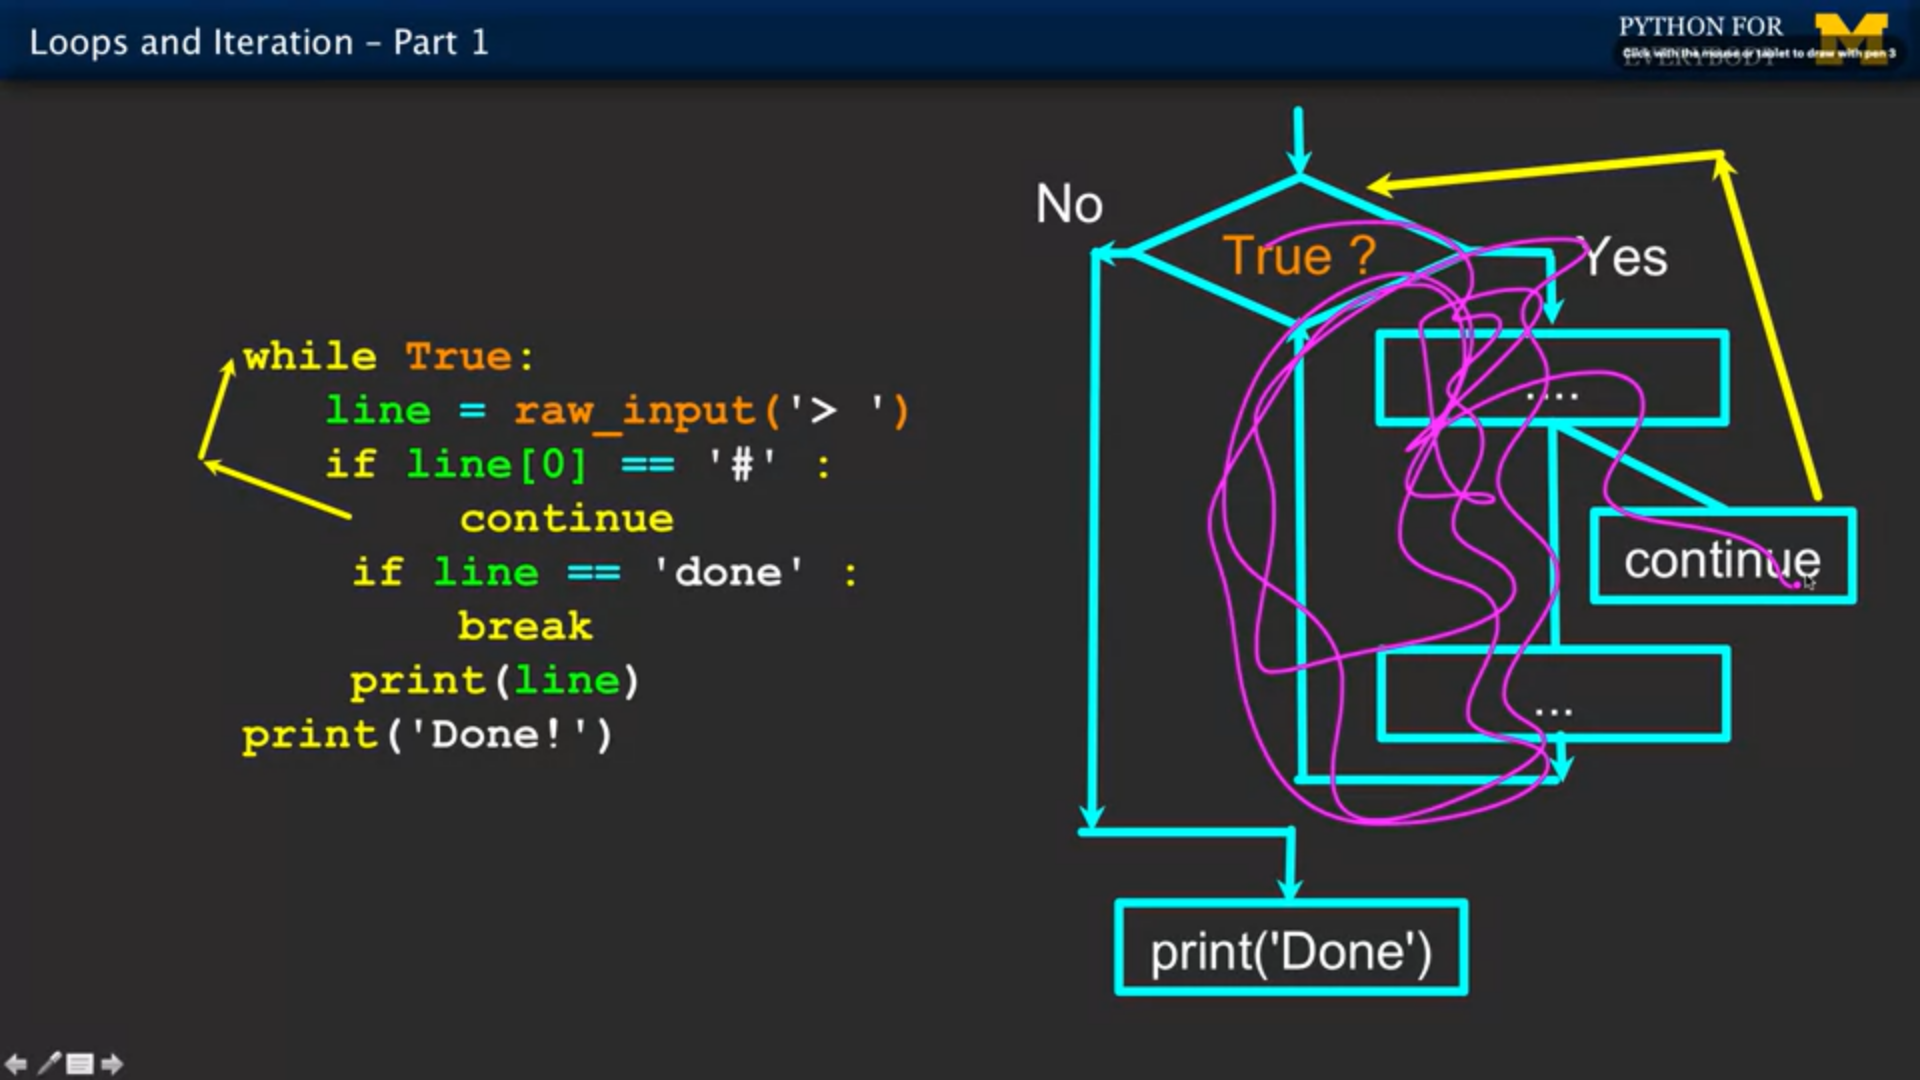 Loops and Iteration – Part 1
PYTHON FOR
EVERYBODY
Click with the mouse or tablet to draw with pen 3
while True:
line = raw_input('> ')
if line[0] == '#' :
continue
if line == 'done' :
break
print(line)
print('Done!')
No
True ?
Yes
....
continue
...
print('Done')